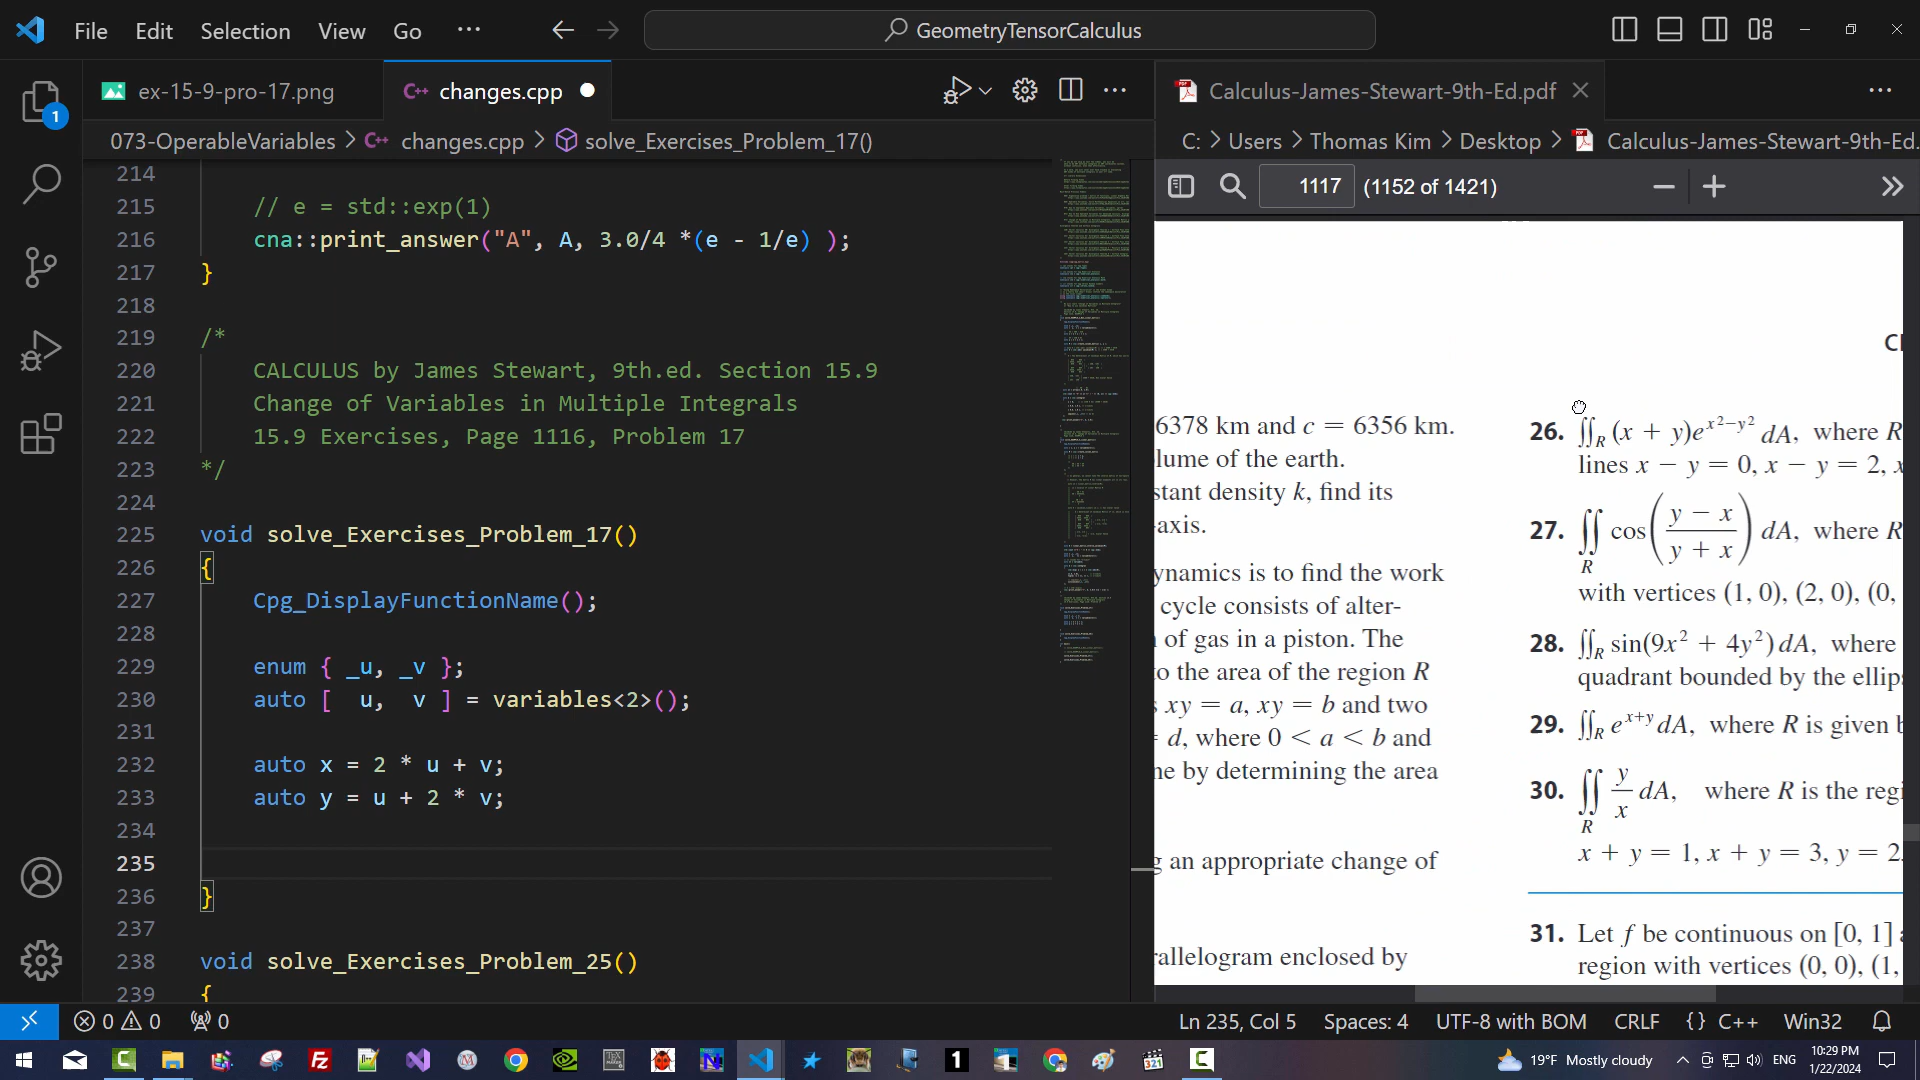 File Edit Selection View Go ··· GeometryTensorCalculus
ex-15-9-pro-17.png changes.cpp Calculus-James-Stewart-9th-Ed.pdf
073-OperableVariables > changes.cpp > solve_Exercises_Problem_17() C: > Users > Thomas Kim > Desktop > Calculus-James-Stewart-9th-Ed.
1117 (1152 of 1421)
214
215 // e = std::exp(1)
216 cna::print_answer("A", A, 3.0/4 *(e - 1/e) );
217 }
218
219 /*
220 CALCULUS by James Stewart, 9th.ed. Section 15.9
221 Change of Variables in Multiple Integrals
222 15.9 Exercises, Page 1116, Problem 17
223 */
224
225 void solve_Exercises_Problem_17()
226 {
227 Cpg_DisplayFunctionName();
228
229 enum { _u, _v };
230 auto [ u, v ] = variables<2>();
231
232 auto x = 2 * u + v;
233 auto y = u + 2 * v;
234
235
236 }
237
238 void solve_Exercises_Problem_25()
239 {
6378 km and c = 6356 km.
lume of the earth.
stant density k, find its
axis.
ynamics is to find the work
cycle consists of alter-
of gas in a piston. The
o the area of the region R
xy = a, xy = b and two
= d, where 0 < a < b and
ne by determining the area
g an appropriate change of
rallelogram enclosed by
26. ∬R (x + y)e^(x²−y²) dA, where R
lines x − y = 0, x − y = 2, x
27. ∬R cos((y − x)/(y + x)) dA, where R
with vertices (1, 0), (2, 0), (0,
28. ∬R sin(9x² + 4y²) dA, where
quadrant bounded by the ellips
29. ∬R e^(x+y) dA, where R is given b
30. ∬R y/x dA, where R is the regi
x + y = 1, x + y = 3, y = 2
31. Let f be continuous on [0, 1] a
region with vertices (0, 0), (1,
0 0 0 Ln 235, Col 5 Spaces: 4 UTF-8 with BOM CRLF {} C++ Win32
19°F Mostly cloudy ENG 10:29 PM
1/22/2024